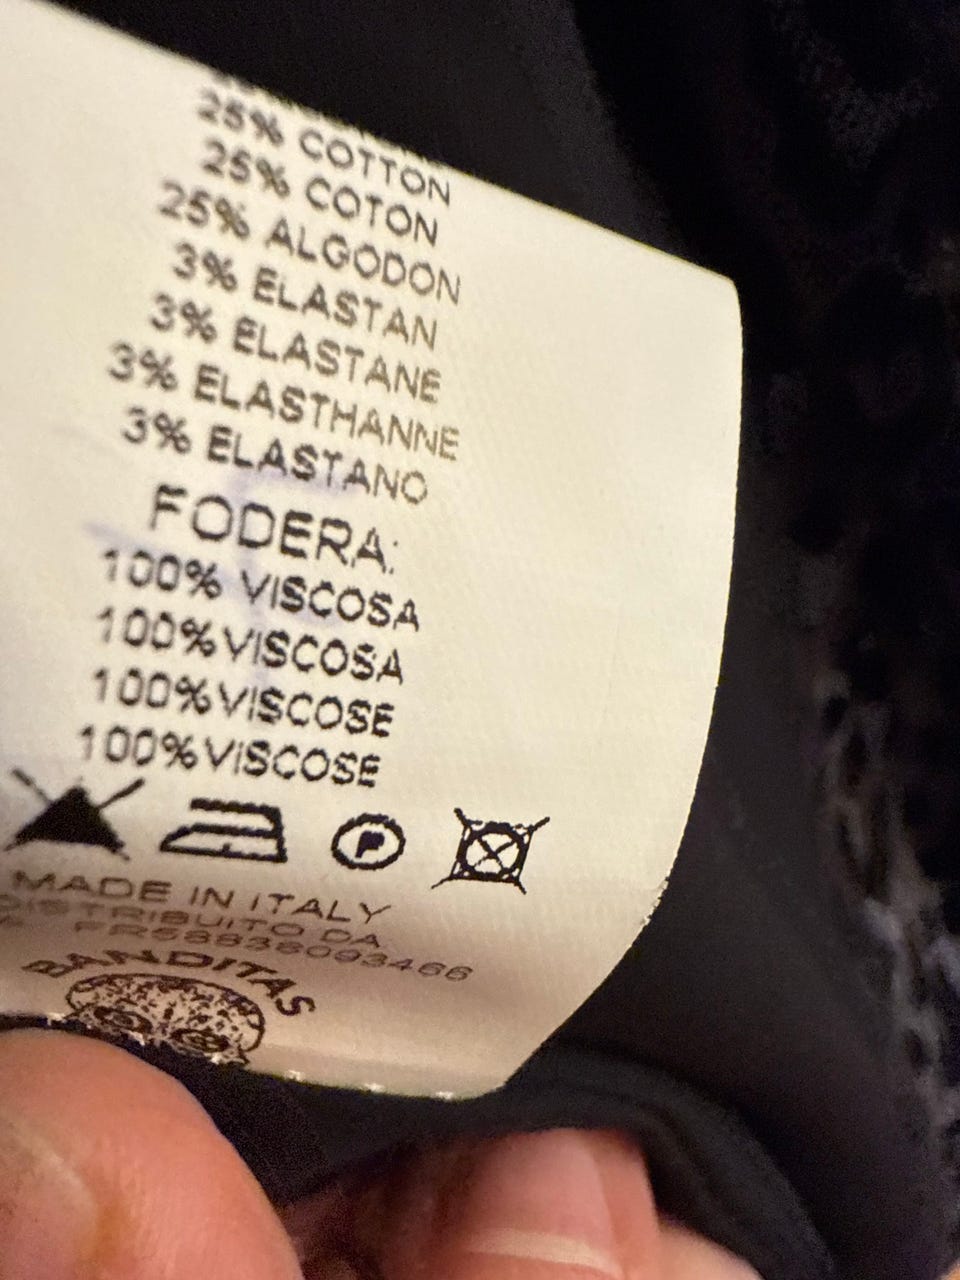 25% COTTON
25% COTON
25% ALGODON
3% ELASTAN
3% ELASTANE
3% ELASTHANNE
3% ELASTANO
FODERA:
100% VISCOSA
100% VISCOSA
100% VISCOSE
100% VISCOSE
P
MADE IN ITALY
DISTRIBUITO DA
FR58838093466
BANDITAS